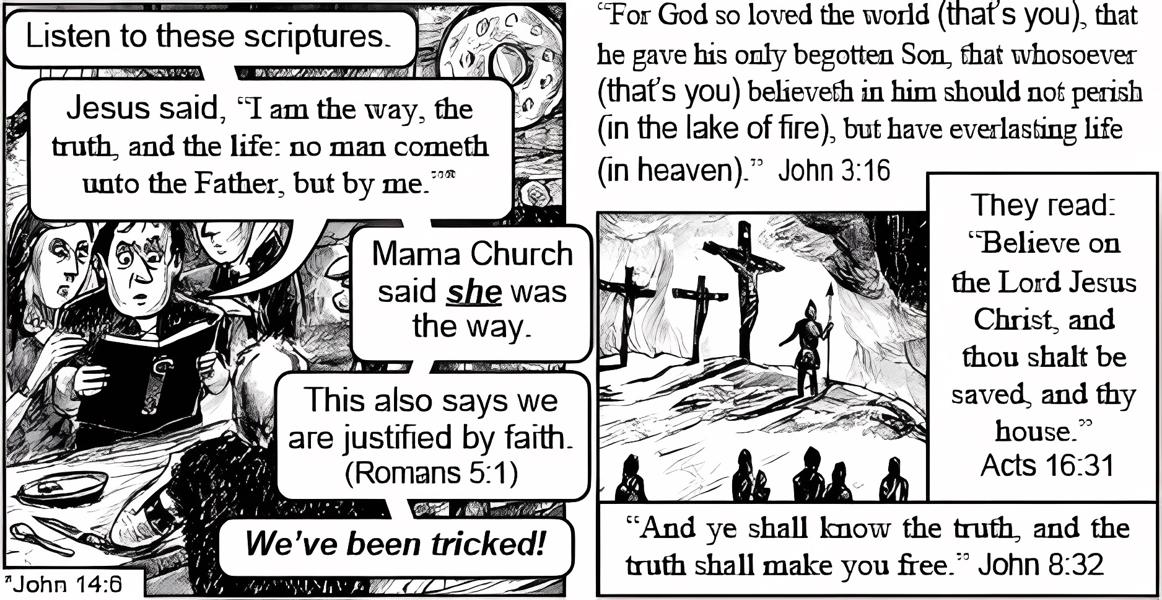 Listen to these scriptures.
Jesus said, “I am the way, the
truth, and the life: no man cometh
unto the Father, but by me.”
Mama Church
said she was
the way.
This also says we
are justified by faith.
(Romans 5:1)
We’ve been tricked!
John 14:6
“For God so loved the world (that’s you), that
he gave his only begotten Son, that whosoever
(that’s you) believeth in him should not perish
(in the lake of fire), but have everlasting life
(in heaven).” John 3:16
They read:
“Believe on
the Lord Jesus
Christ, and
thou shalt be
saved, and thy
house.”
Acts 16:31
“And ye shall know the truth, and the
truth shall make you free.” John 8:32